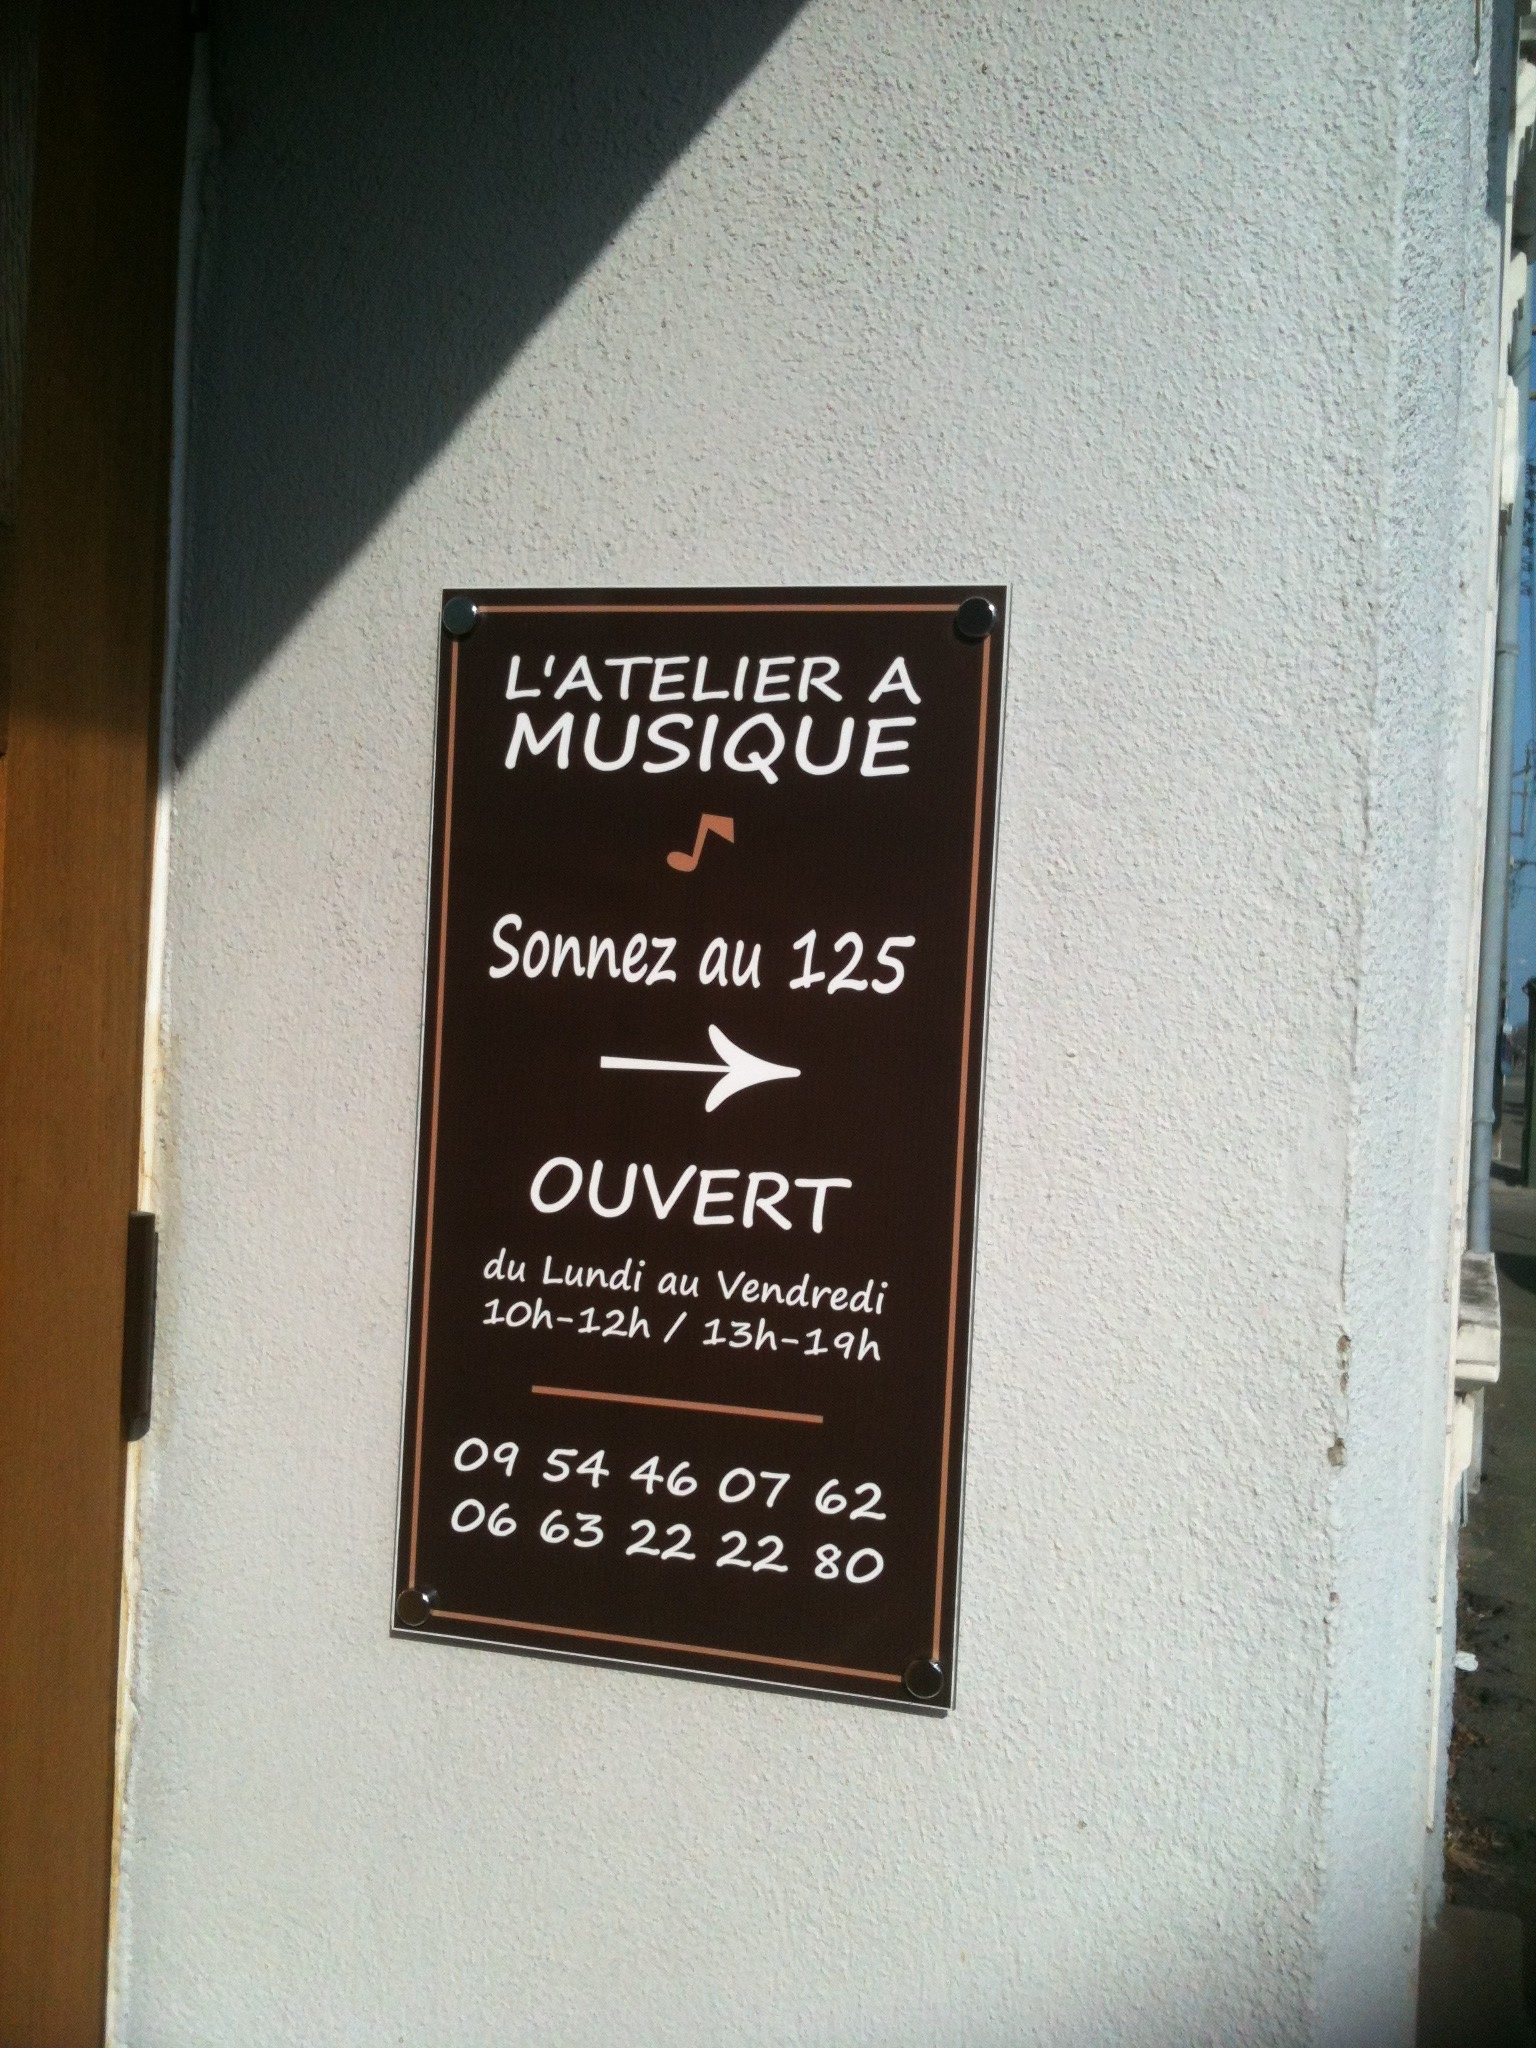 L'ATELIER A
MUSIQUE
Sonnez au 125
OUVERT
du Lundi au Vendredi
10h-12h / 13h-19h
09 54 46 07 62
06 63 22 22 80